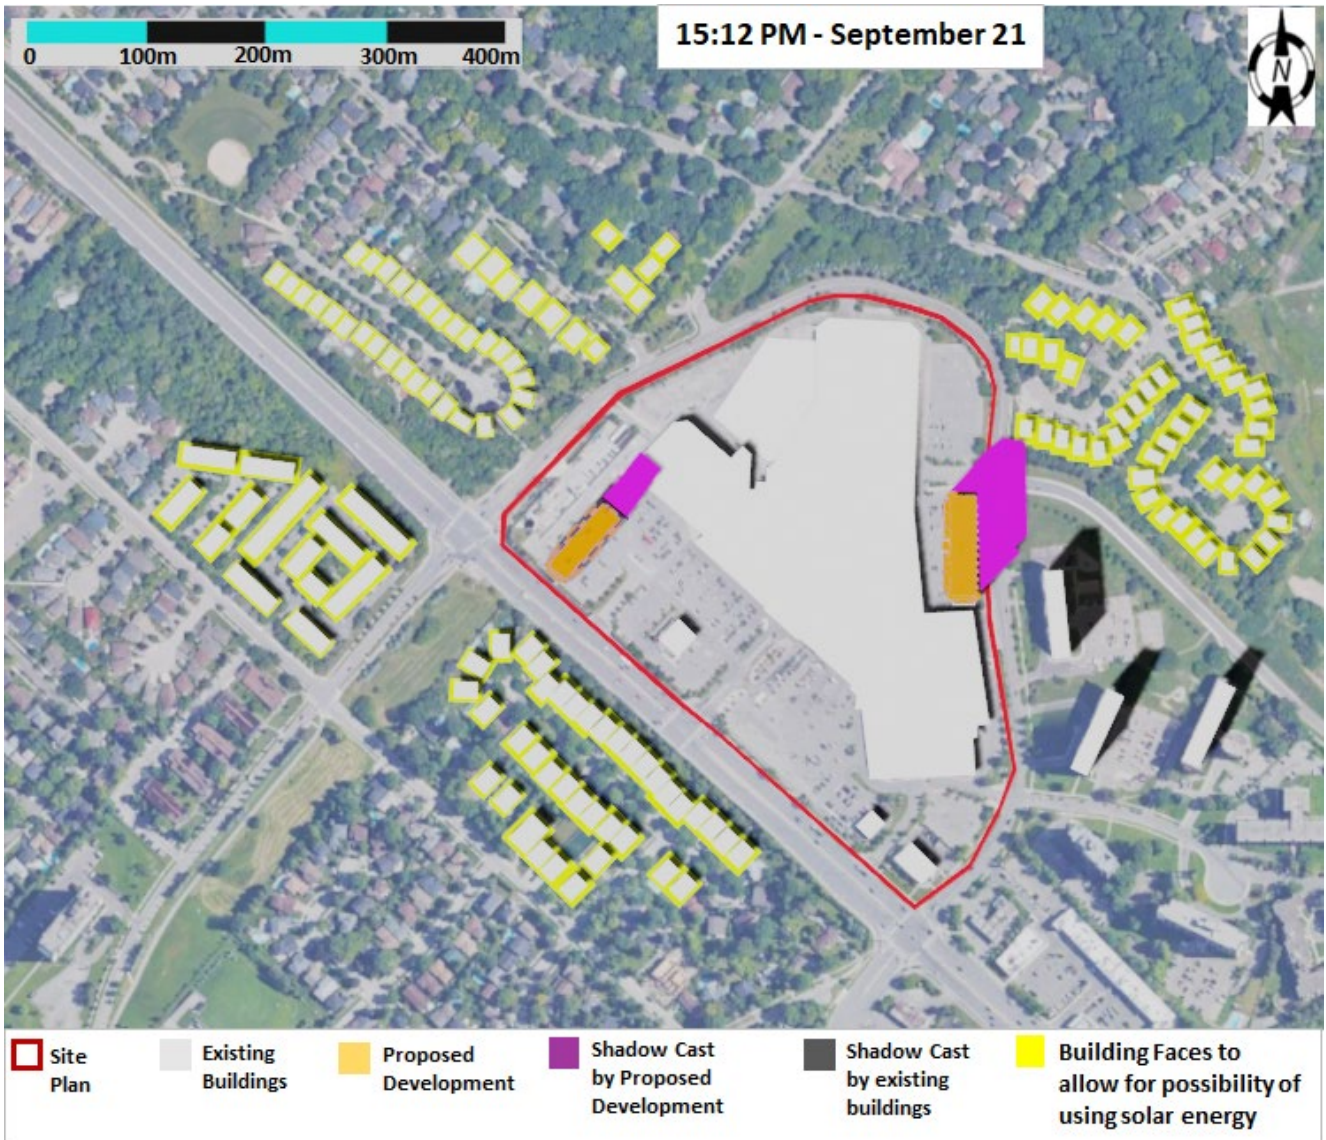 15:12 PM - September 21
N
0 100m 200m 300m 400m
Site
Plan
Existing
Buildings
Proposed
Development
Shadow Cast
by Proposed
Development
Shadow Cast
by existing
buildings
Building Faces to
allow for possibility of
using solar energy